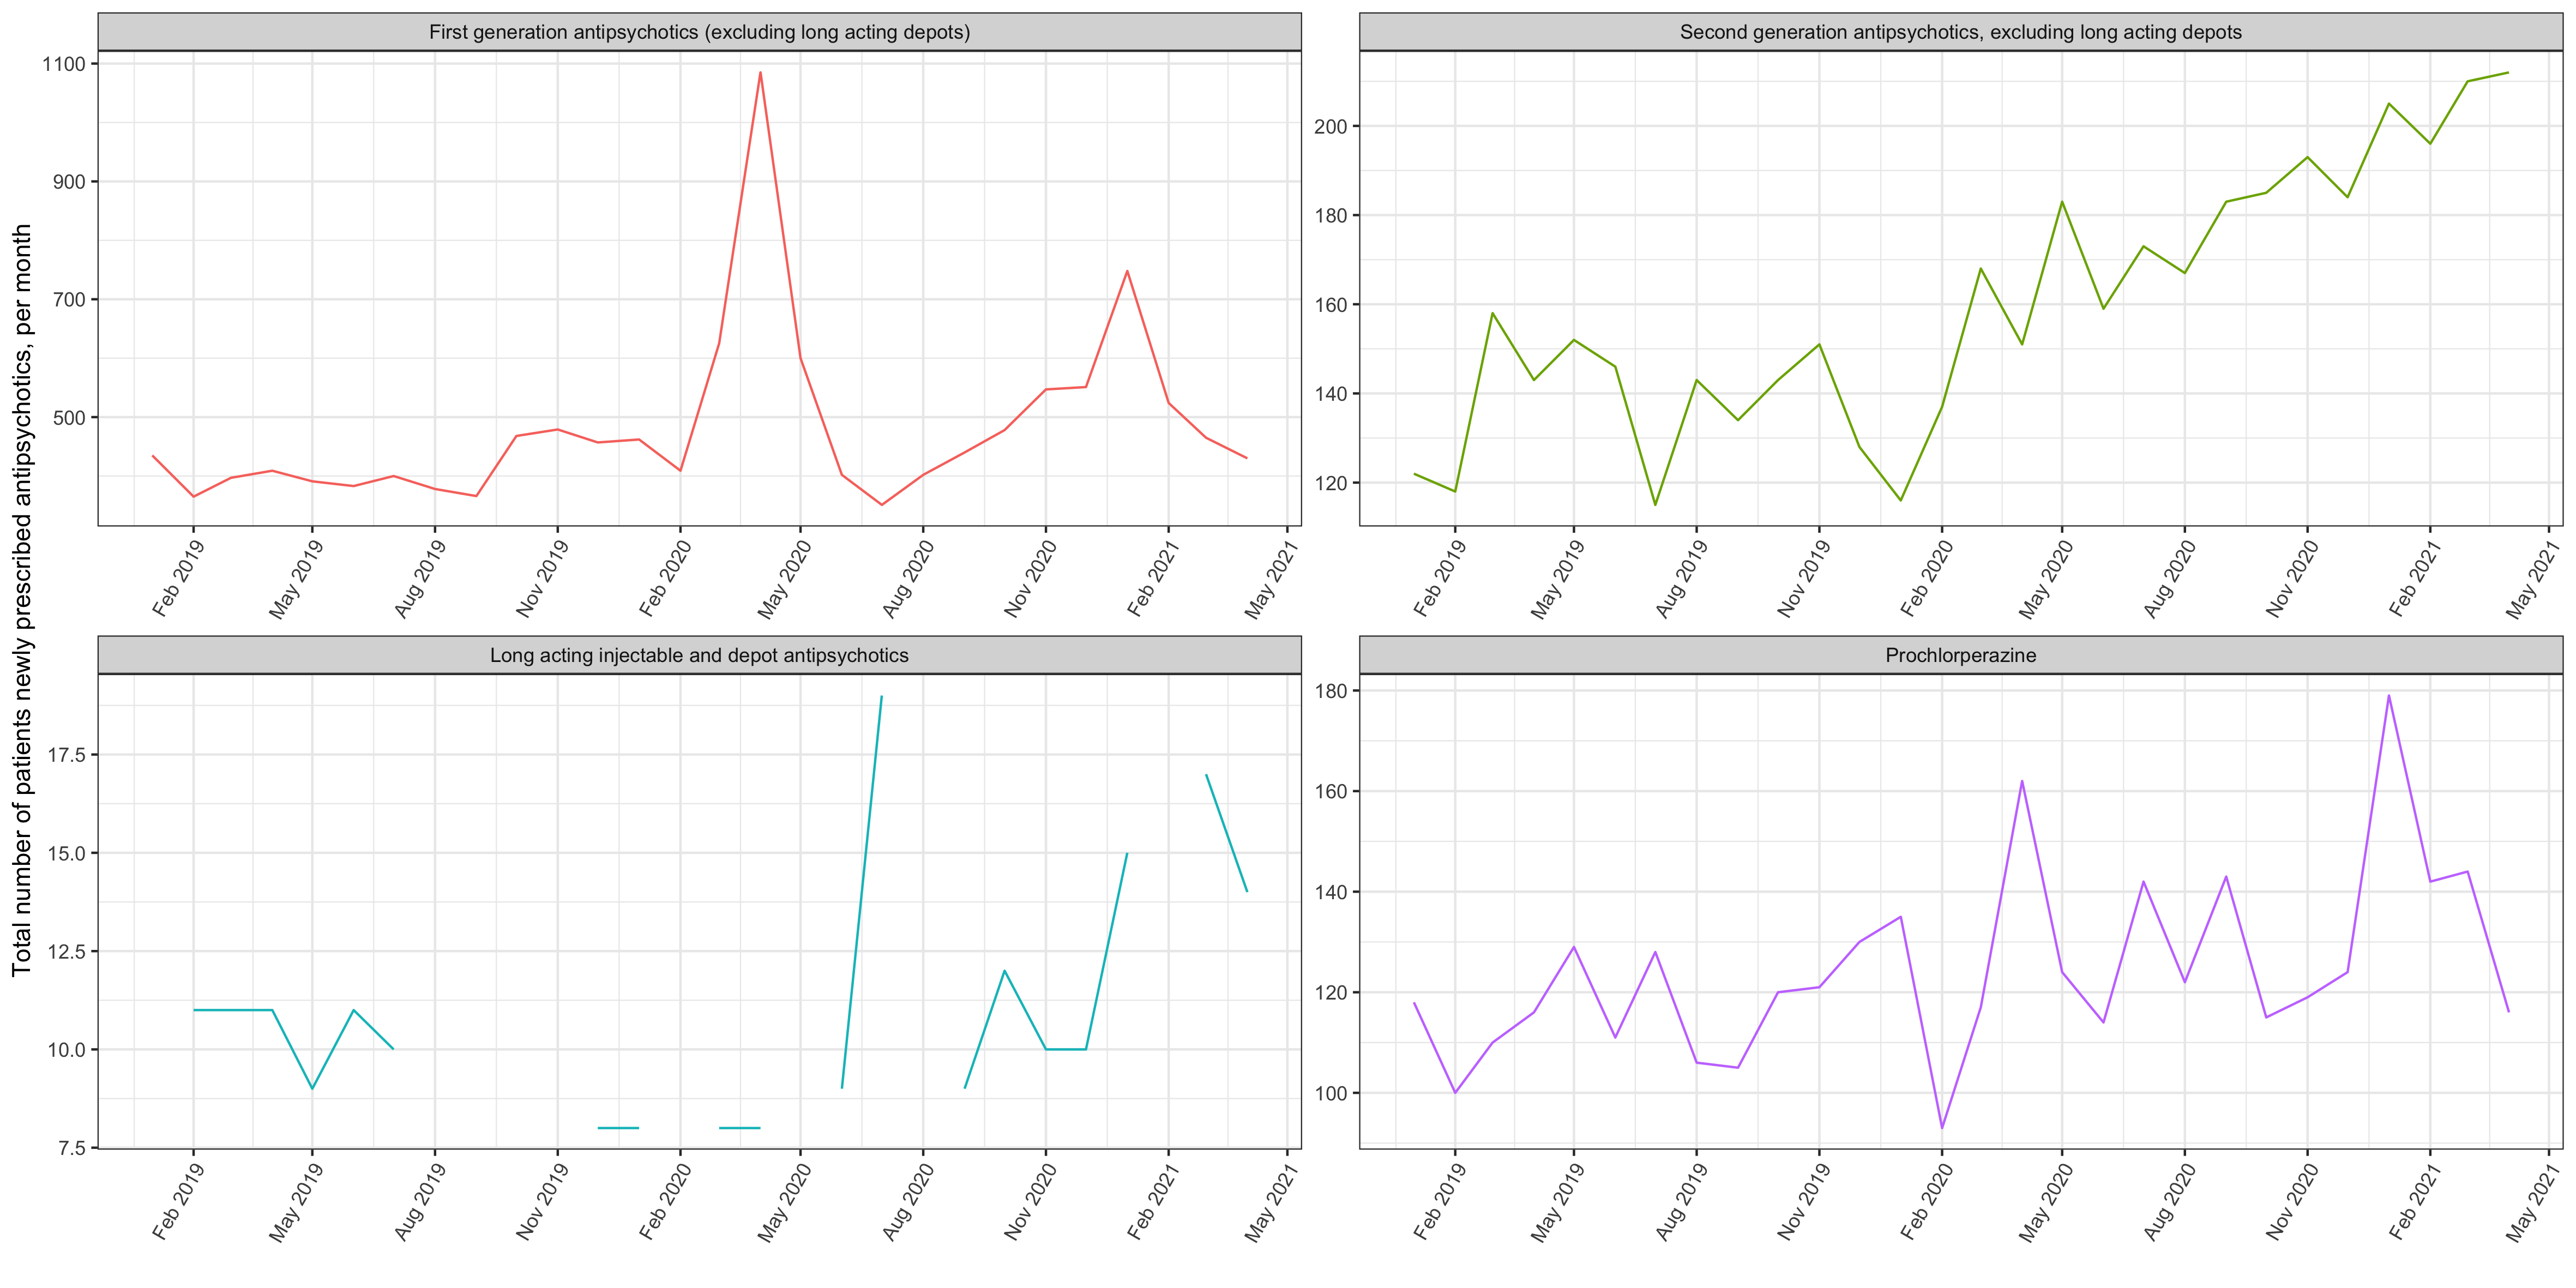 Total number of patients newly prescribed antipsychotics, per month
First generation antipsychotics (excluding long acting depots)
1100
900
700
500
Feb 2019
May 2019
Aug 2019
Nov 2019
Feb 2020
May 2020
Aug 2020
Nov 2020
Feb 2021
May 2021
Second generation antipsychotics, excluding long acting depots
200
180
160
140
120
Feb 2019
May 2019
Aug 2019
Nov 2019
Feb 2020
May 2020
Aug 2020
Nov 2020
Feb 2021
May 2021
Long acting injectable and depot antipsychotics
17.5
15.0
12.5
10.0
7.5
Feb 2019
May 2019
Aug 2019
Nov 2019
Feb 2020
May 2020
Aug 2020
Nov 2020
Feb 2021
May 2021
Prochlorperazine
180
160
140
120
100
Feb 2019
May 2019
Aug 2019
Nov 2019
Feb 2020
May 2020
Aug 2020
Nov 2020
Feb 2021
May 2021